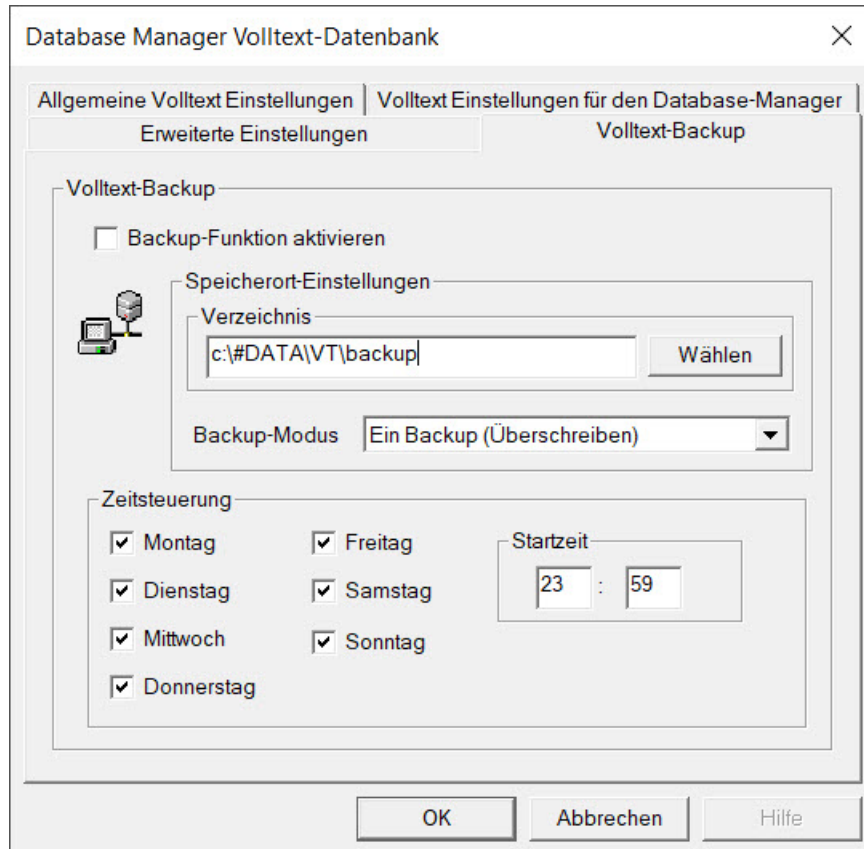 Database Manager Volltext-Datenbank
Allgemeine Volltext Einstellungen Volltext Einstellungen für den Database-Manager
Erweiterte Einstellungen Volltext-Backup
Volltext-Backup
Backup-Funktion aktivieren
Speicherort-Einstellungen
Verzeichnis
c:\#DATA\VT\backup Wählen
Backup-Modus Ein Backup (Überschreiben)
Zeitsteuerung
Montag Freitag Startzeit
Dienstag Samstag 23 : 59
Mittwoch Sonntag
Donnerstag
OK Abbrechen Hilfe